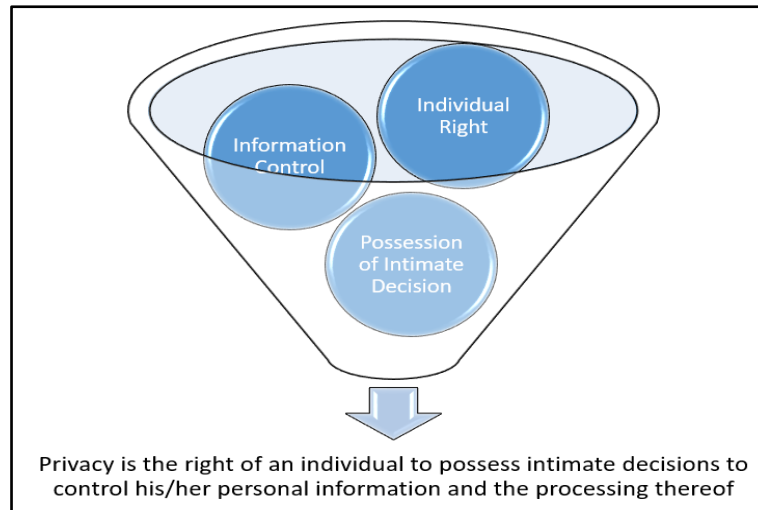 Individual
Right
Information
Control
Possession
of Intimate
Decision
Privacy is the right of an individual to possess intimate decisions to
control his/her personal information and the processing thereof